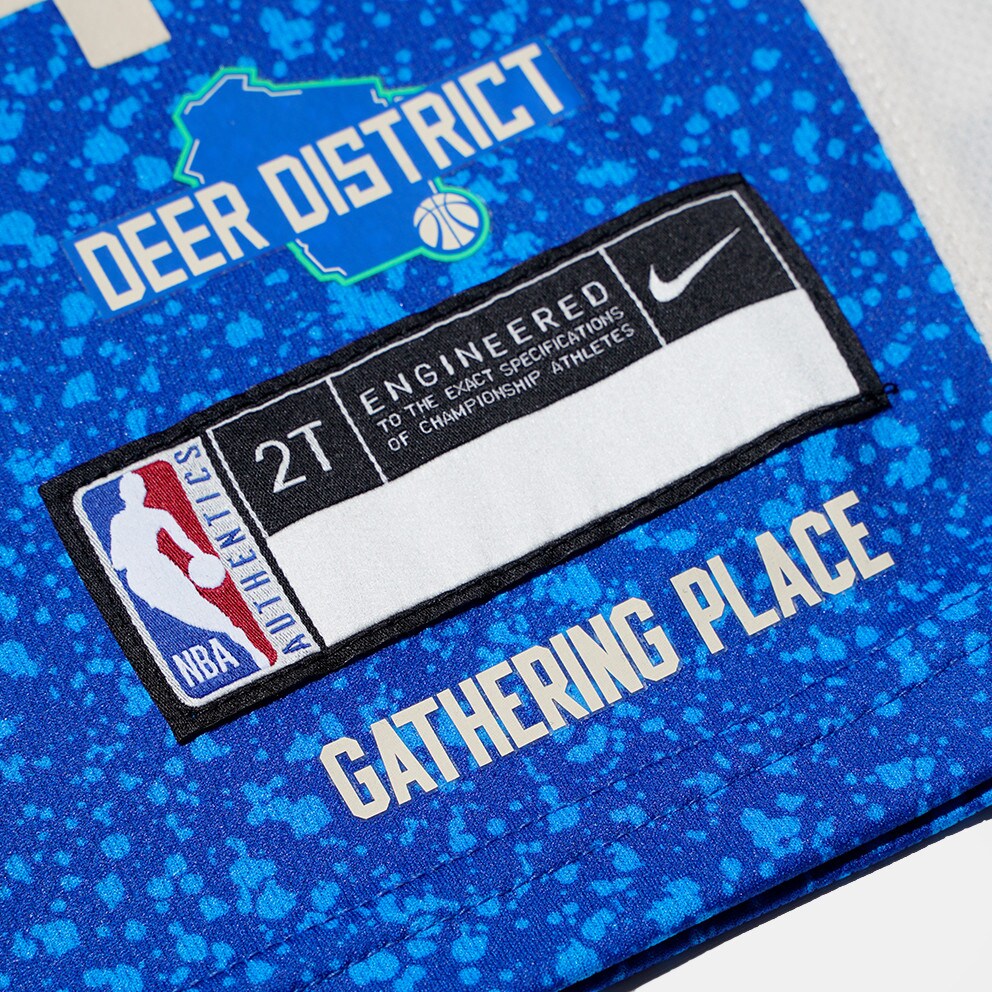 DEER DISTRICT
2T
ENGINEERED
TO THE EXACT SPECIFICATIONS
OF CHAMPIONSHIP ATHLETES
AUTHENTICS
NBA
GATHERING PLACE